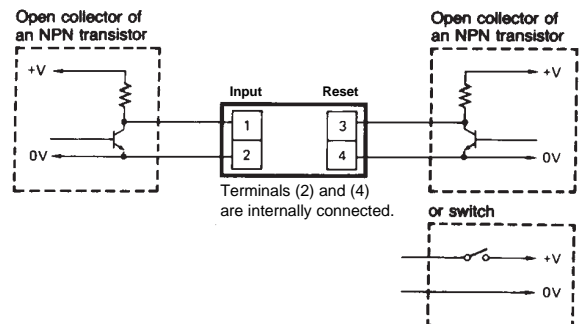 Open collector of
an NPN transistor
+V
0V
Input
Reset
1
2
3
4
Terminals (2) and (4)
are internally connected.
Open collector of
an NPN transistor
+V
0V
or switch
+V
0V